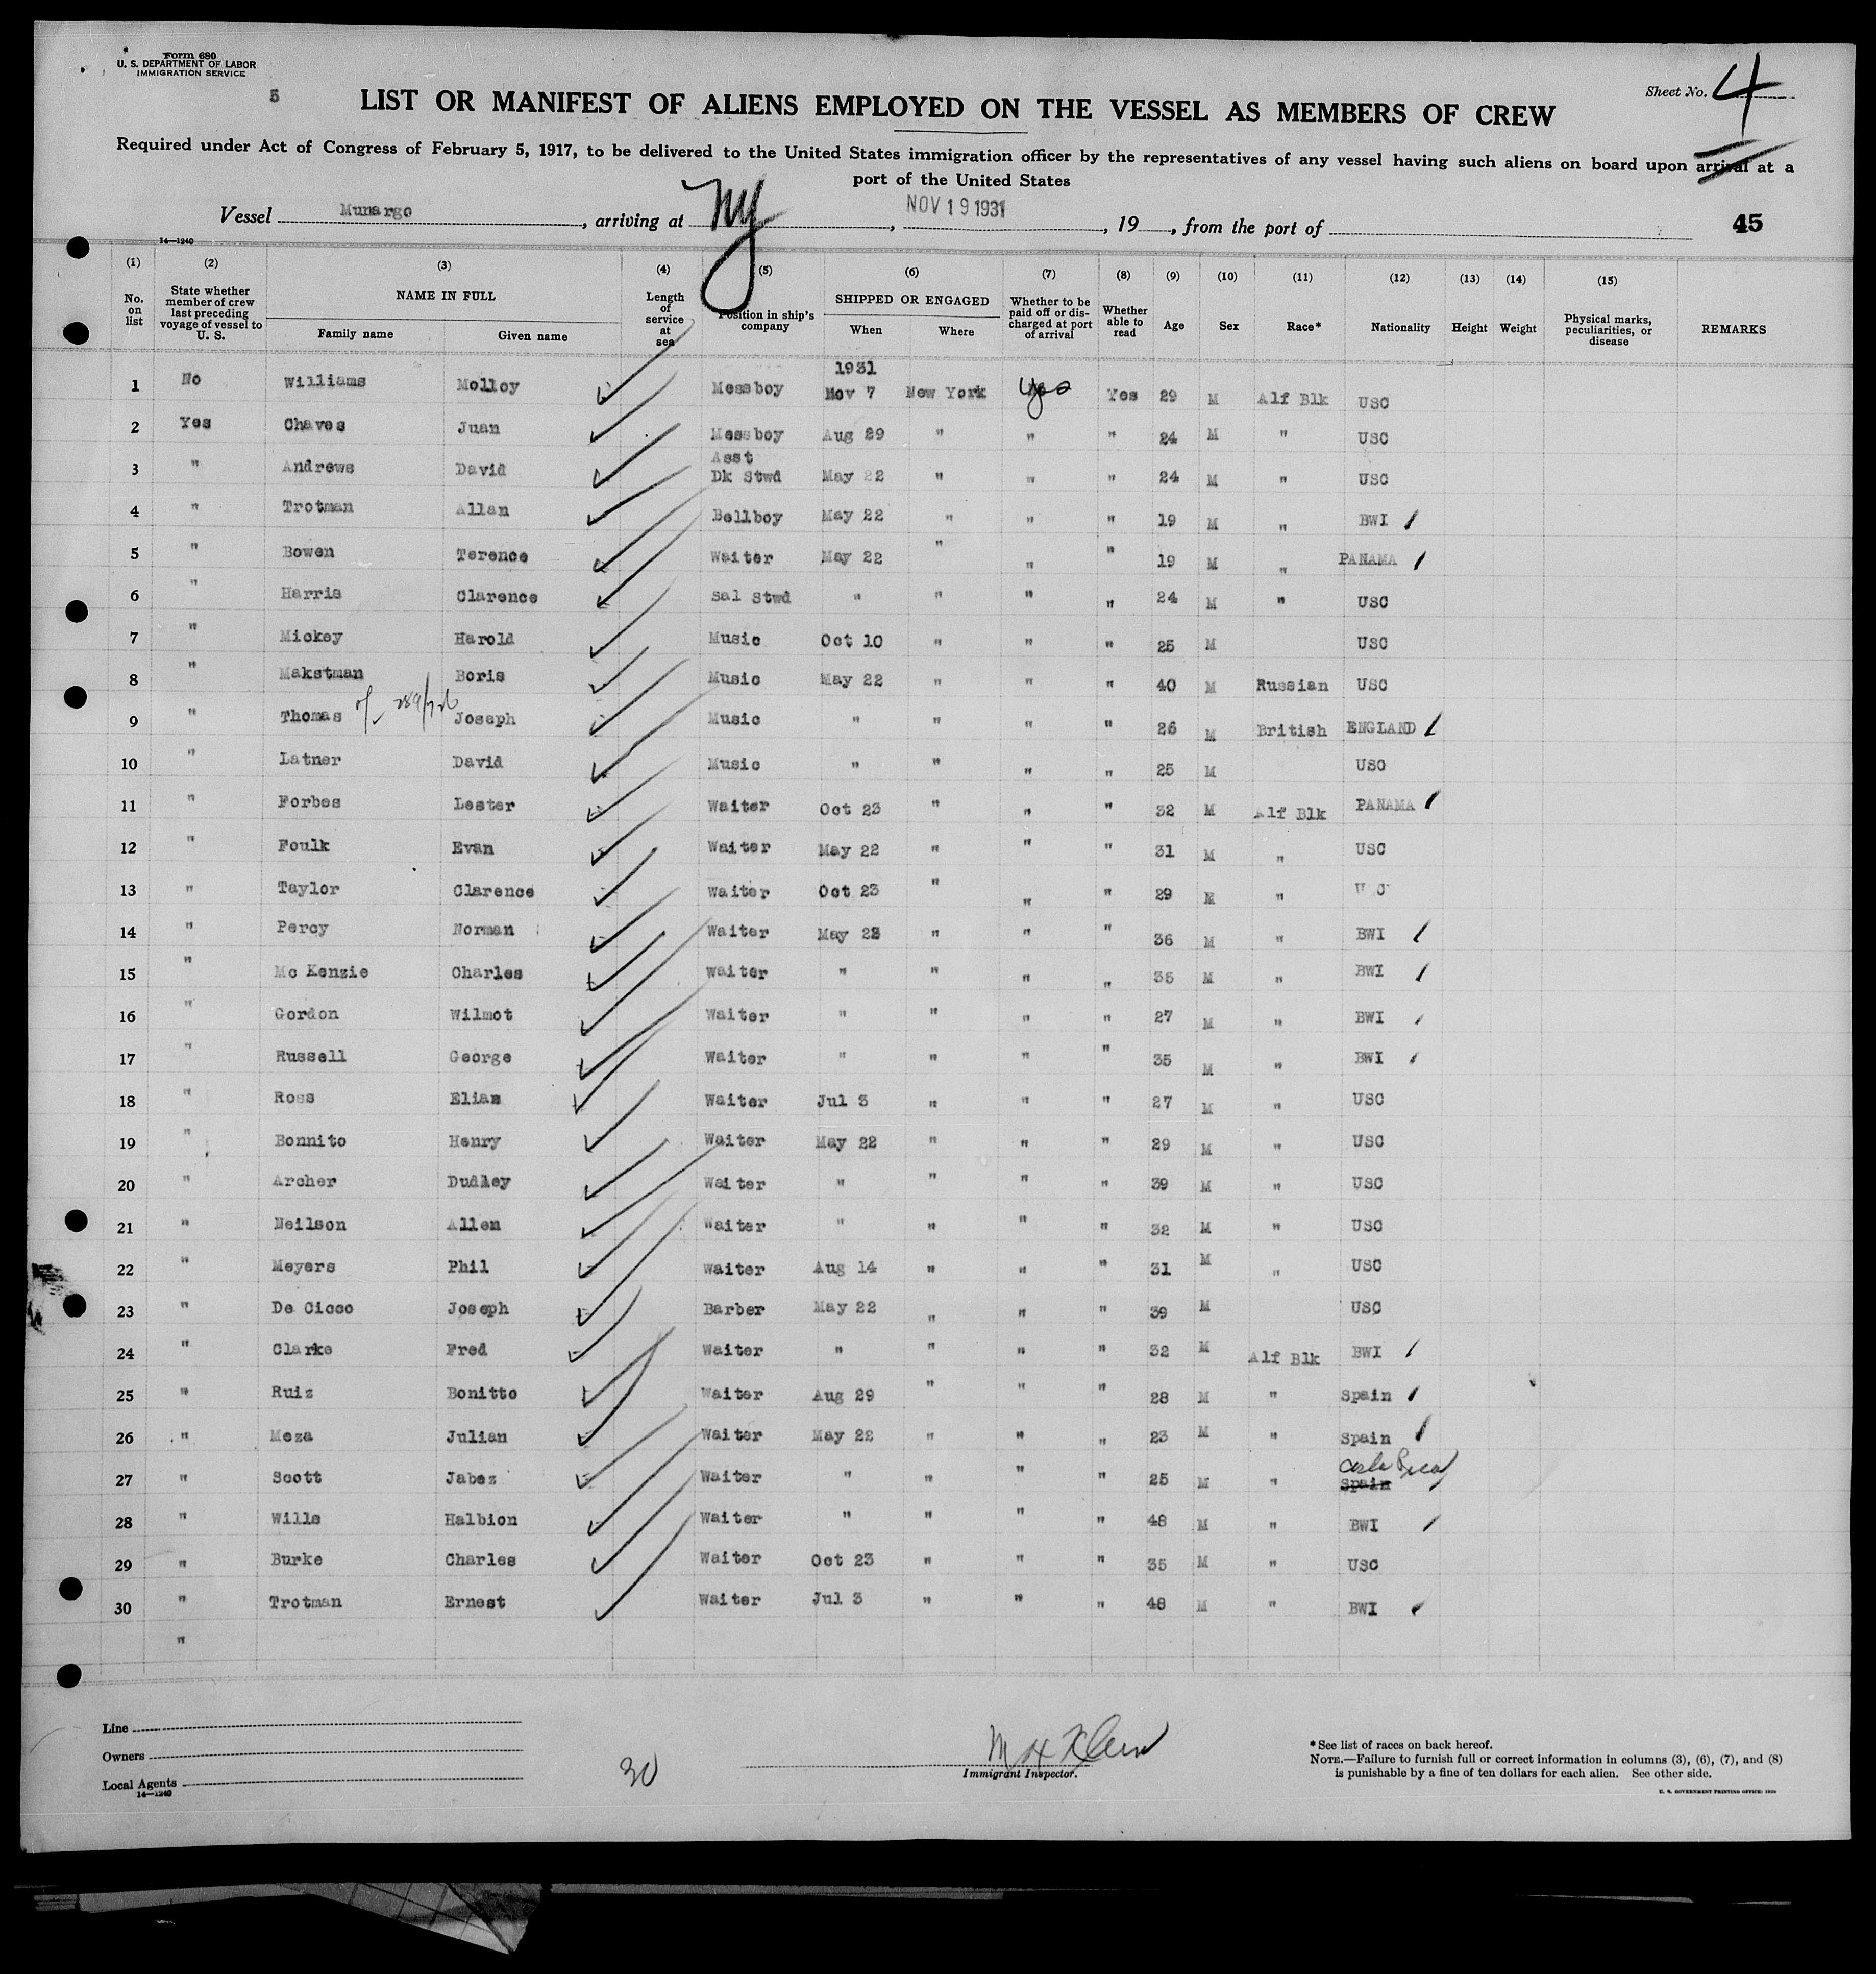 Form 680
U. S. DEPARTMENT OF LABOR
IMMIGRATION SERVICE
5
Sheet No. 4
LIST OR MANIFEST OF ALIENS EMPLOYED ON THE VESSEL AS MEMBERS OF CREW
Required under Act of Congress of February 5, 1917, to be delivered to the United States immigration officer by the representatives of any vessel having such aliens on board upon arrival at a
port of the United States
Vessel Munargo, arriving at NY, NOV 19 1931, 19, from the port of 45
14—1240
(1) (2) (3) (4) (5) (6) (7) (8) (9) (10) (11) (12) (13) (14) (15)
No. on list | State whether member of crew last preceding voyage of vessel to U. S. | NAME IN FULL Family name Given name | Length of service at sea | Position in ship's company | SHIPPED OR ENGAGED When Where | Whether to be paid off or discharged at port of arrival | Whether able to read | Age | Sex | Race* | Nationality | Height | Weight | Physical marks, peculiarities, or disease | REMARKS
1931
1 No Williams Molloy Messboy Nov 7 New York Yes Yes 29 M Alf Blk USC
2 Yes Chaves Juan Messboy Aug 29 " " " 24 M " USC
3 " Andrews David Asst Dk Stwd May 22 " " " 24 M " USC
4 " Trotman Allan Bellboy May 22 " " " 19 M " BWI
5 " Bowen Terence Waiter May 22 " " " 19 M " PANAMA
6 " Harris Clarence Sal Stwd " " " " 24 M " USC
7 " Mickey Harold Music Oct 10 " " " 25 M USC
8 " Makstman Boris Music May 22 " " " 40 M Russian USC
9 " Thomas Joseph Music " " " " 26 M British ENGLAND
10 " Latner David Music " " " " 25 M USC
11 " Forbes Lester Waiter Oct 23 " " " 32 M Alf Blk PANAMA
12 " Foulk Evan Waiter May 22 " " " 31 M " USC
13 " Taylor Clarence Waiter Oct 23 " " " 29 M " U C
14 " Percy Norman Waiter May 22 " " " 36 M " BWI
15 " Mc Kenzie Charles Waiter " " " " 35 M " BWI
16 " Gordon Wilmot Waiter " " " " 27 M " BWI
17 " Russell George Waiter " " " " 35 M " BWI
18 " Ross Elias Waiter Jul 3 " " " 27 M " USC
19 " Bonnito Henry Waiter May 22 " " " 29 M " USC
20 " Archer Dudley Waiter " " " " 39 M " USC
21 " Neilson Allen Waiter " " " " 32 M " USC
22 " Meyers Phil Waiter Aug 14 " " " 31 M " USC
23 " De Cicco Joseph Barber May 22 " " " 39 M USC
24 " Clarke Fred Waiter " " " " 32 M Alf Blk BWI
25 " Ruiz Bonitto Waiter Aug 29 " " " 28 M " Spain
26 " Meza Julian Waiter May 22 " " " 23 M " Spain
27 " Scott Jabez Waiter " " " " 25 M " Spain
28 " Wills Halbion Waiter " " " " 48 M " BWI
29 " Burke Charles Waiter Oct 23 " " " 35 M " USC
30 " Trotman Ernest Waiter Jul 3 " " " 48 M " BWI
"
Line
Owners
Local Agents
14—1240
30
Max Klein
Immigrant Inspector.
*See list of races on back hereof.
NOTE.—Failure to furnish full or correct information in columns (3), (6), (7), and (8)
is punishable by a fine of ten dollars for each alien. See other side.
U. S. GOVERNMENT PRINTING OFFICE: 1930